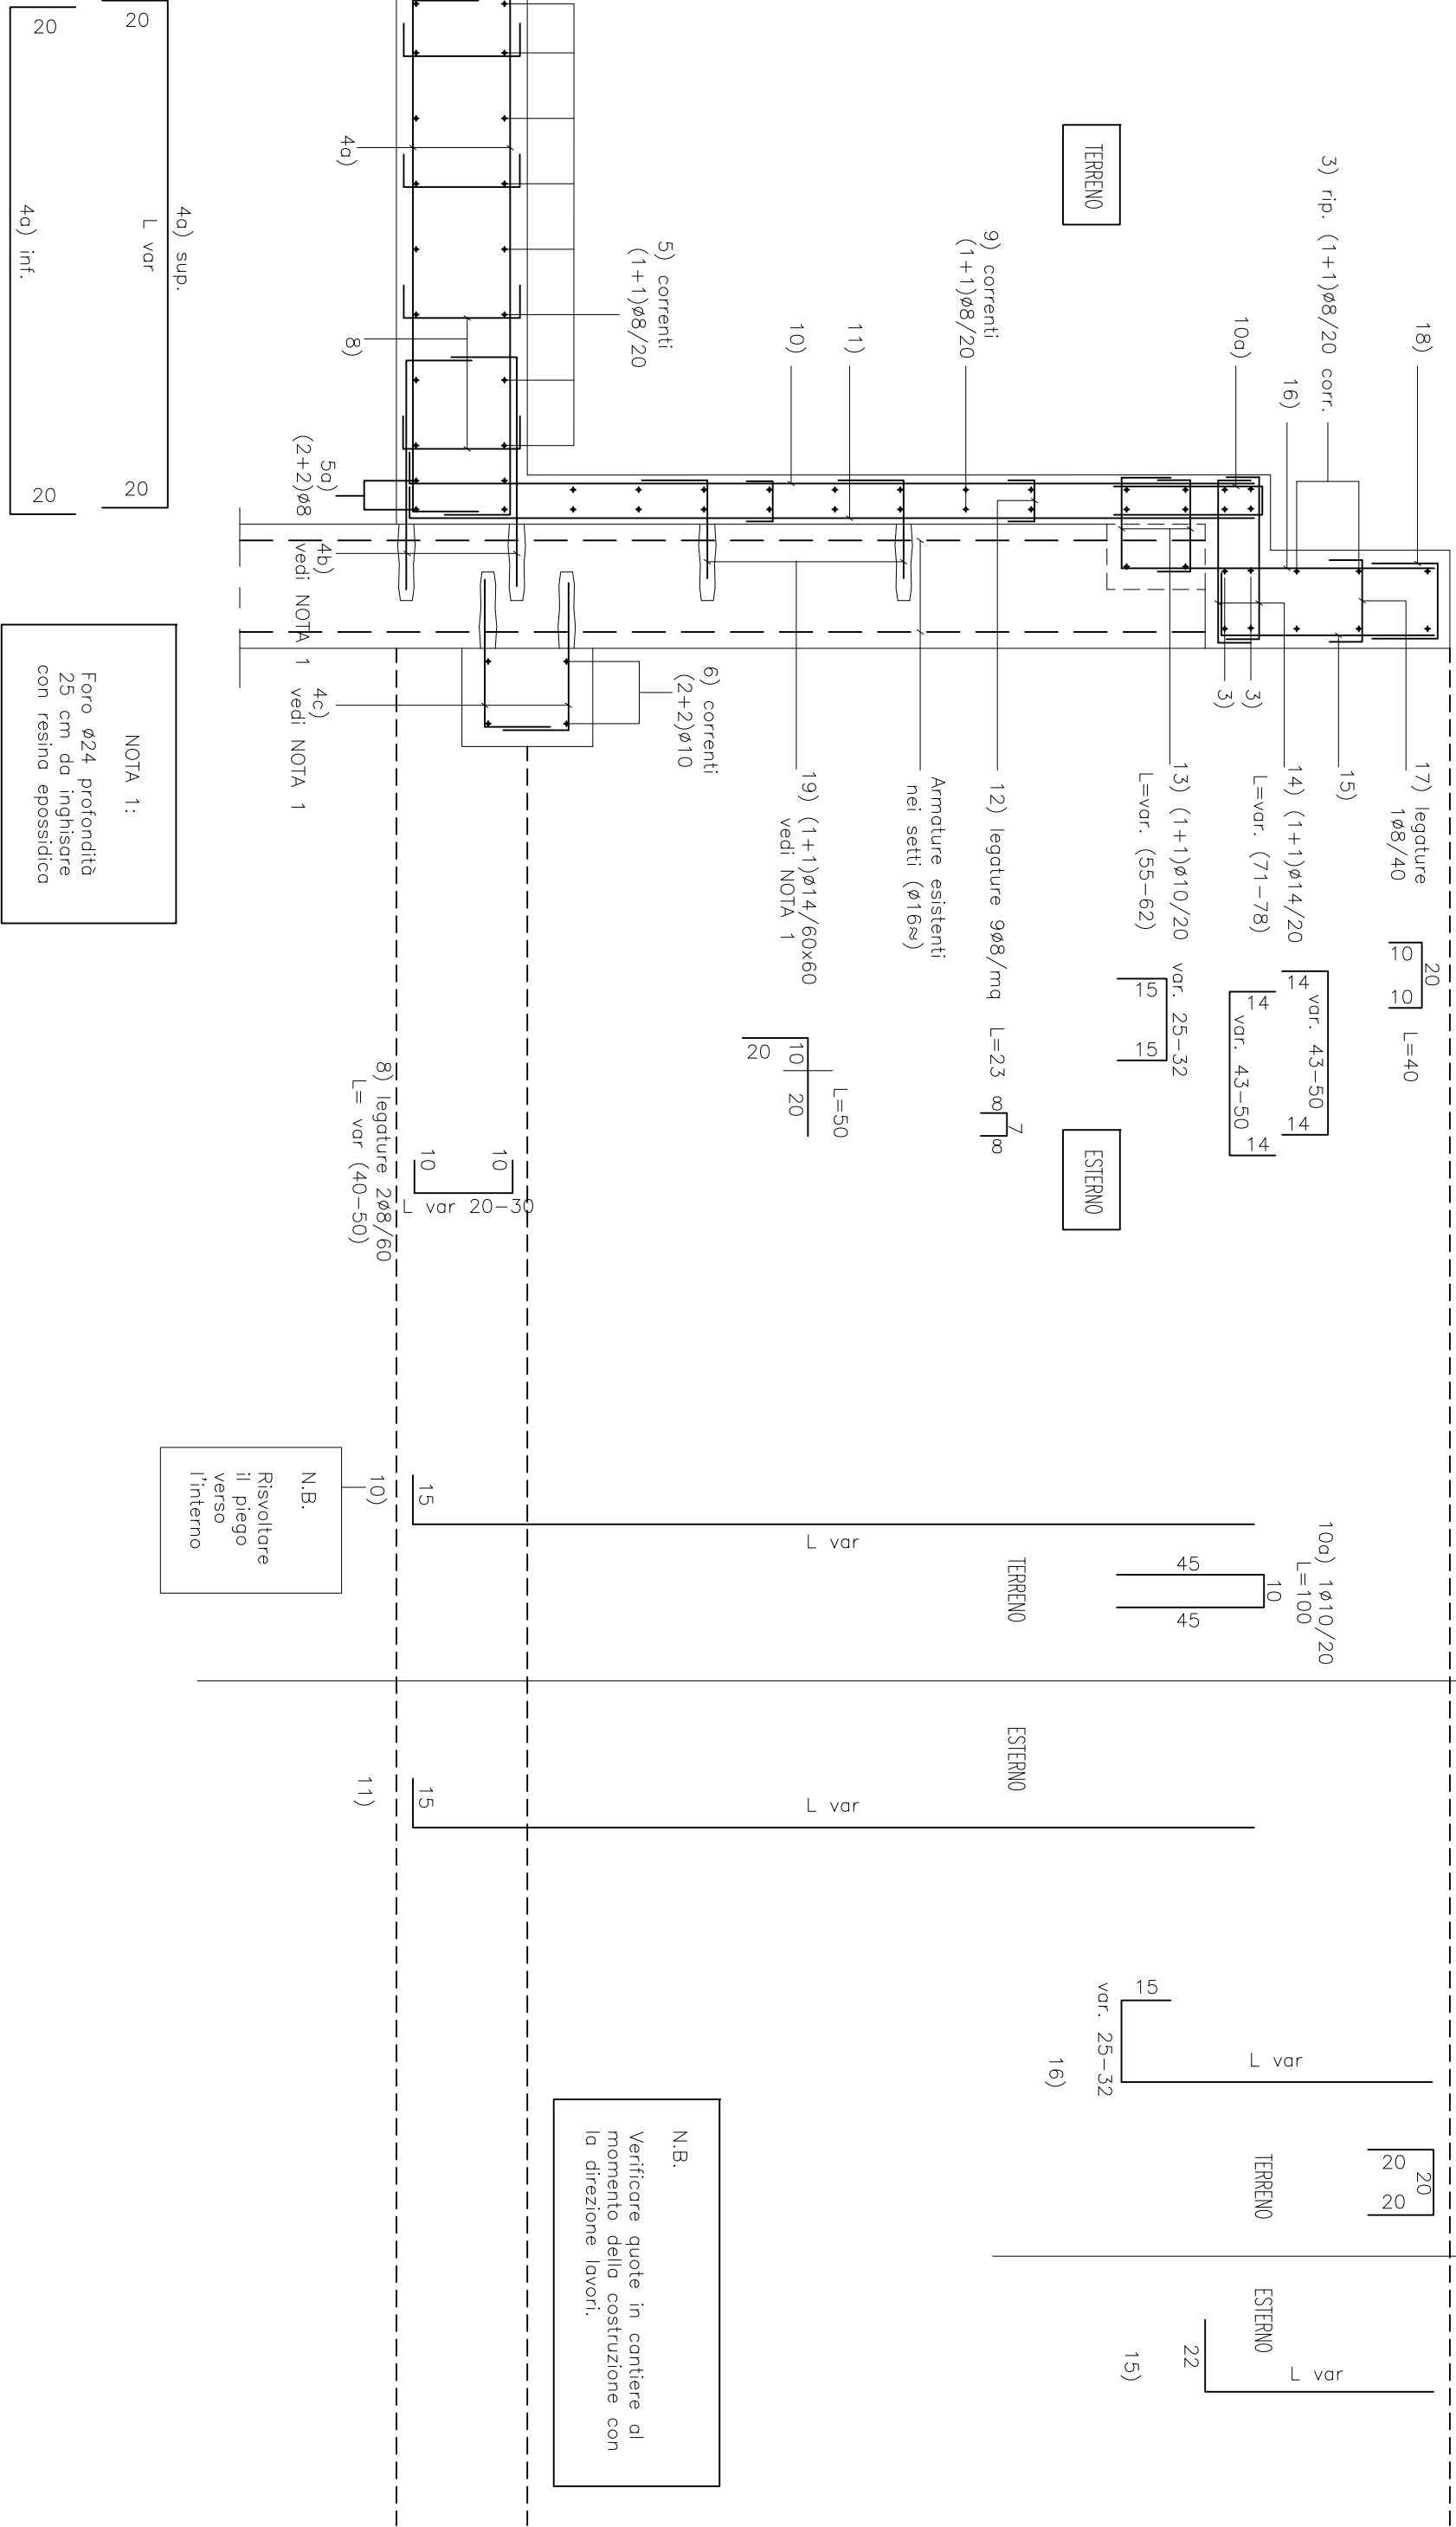 18)
3) rip. (1+1)ø8/20 corr.
16)
10a)
TERRENO
9) correnti
(1+1)ø8/20
11)
10)
5) correnti
(1+1)ø8/20
4a)
8)
5a)
(2+2)ø8
4b)
vedi NOTA 1
4c)
vedi NOTA 1
6) correnti
(2+2)ø10
3)
3)
17) legature
1ø8/40
20
10
10
L=40
15)
14) (1+1)ø14/20
L=var. (71-78)
14
var. 43-50
14
14
var. 43-50
14
13) (1+1)ø10/20
L=var. (55-62)
var. 25-32
15
15
ESTERNO
12) legature 9ø8/mq
L=23
8
7
8
Armature esistenti
nei setti (ø16≈)
19) (1+1)ø14/60x60
vedi NOTA 1
L=50
10
20
20
8) legature 2ø8/60
L= var (40-50)
10
10
L var 20-30
4a) sup.
20
L var
20
20
4a) inf.
20
NOTA 1:
Foro ø24 profondità
25 cm da inghisare
con resina epossidica
10a) 1ø10/20
L=100
10
45
45
TERRENO
L var
15
10)
N.B.
Risvoltare
il piego
verso
l'interno
ESTERNO
L var
15
11)
15
var. 25-32
L var
16)
20
20
20
TERRENO
ESTERNO
22
L var
15)
N.B.
Verificare quote in cantiere al
momento della costruzione con
la direzione lavori.